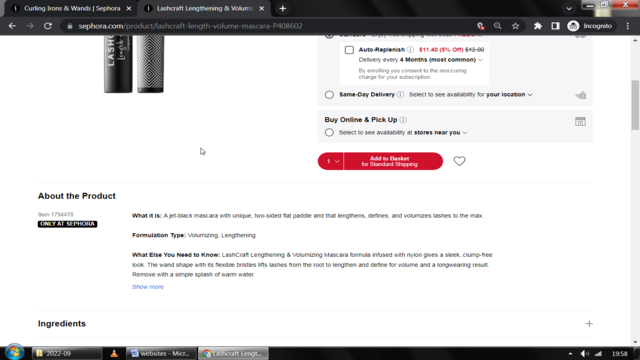 Curling Irons & Wands | Sephora
Lashcraft Lengthening & Volumiz
sephora.com/product/lashcraft-length-volume-mascara-P408602
Incognito
LASHC
Length
Auto-Replenish $11.40 (5% Off) $12.00
Delivery every 4 Months (most common)
By enrolling you consent to the reoccuring
charge for your subscription.
Same-Day Delivery Select to see availability for your location
Buy Online & Pick Up
Select to see availability at stores near you
1
Add to Basket
for Standard Shipping
About the Product
Item 1794478
ONLY AT SEPHORA
What it is: A jet-black mascara with unique, two-sided flat paddle and that lengthens, defines, and volumizes lashes to the max.
Formulation Type: Volumizing, Lengthening
What Else You Need to Know: LashCraft Lengthening & Volumizing Mascara formula infused with nylon gives a sleek, clump-free
look. The wand shape with its flexible bristles lifts lashes from the root to lengthen and define for volume and a longwearing result.
Remove with a simple splash of warm water.
Show more
Ingredients
2022-09
websites - Micr...
Lashcraft Lengt...
19:58